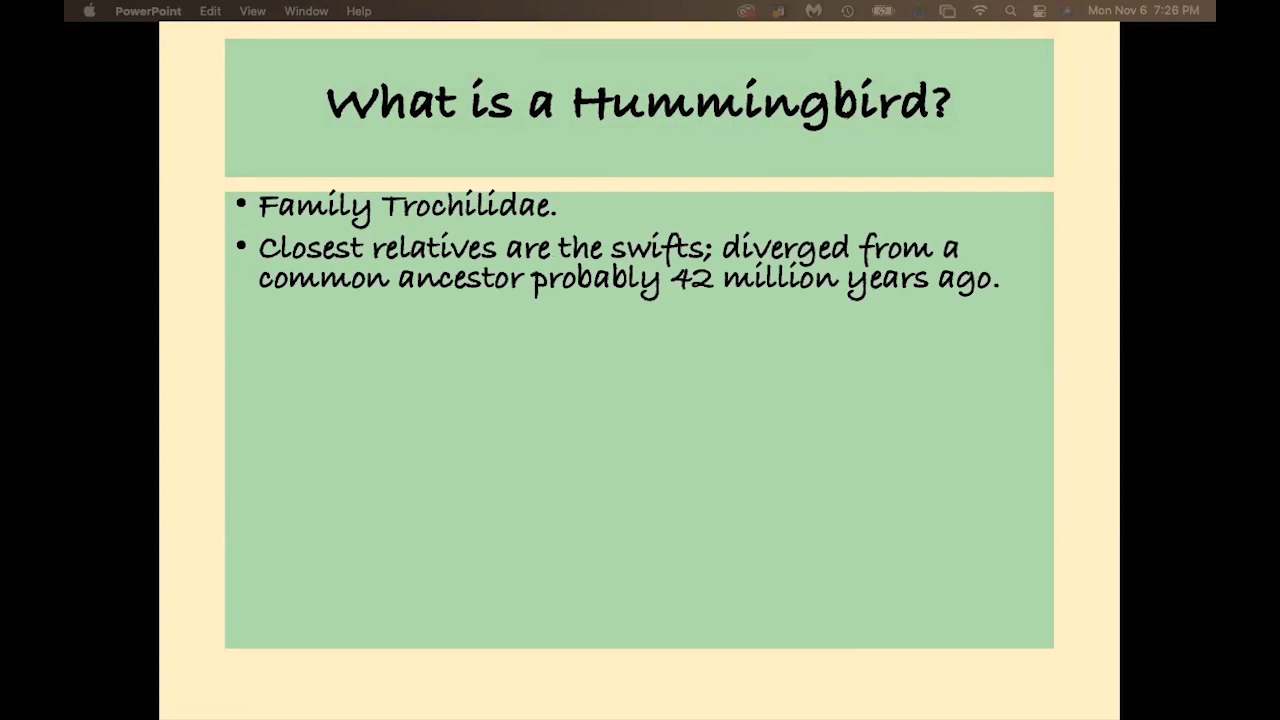 PowerPoint Edit View Window Help Mon Nov 6 7:26 PM
What is a Hummingbird?
• Family Trochilidae.
• Closest relatives are the swifts; diverged from a
common ancestor probably 42 million years ago.